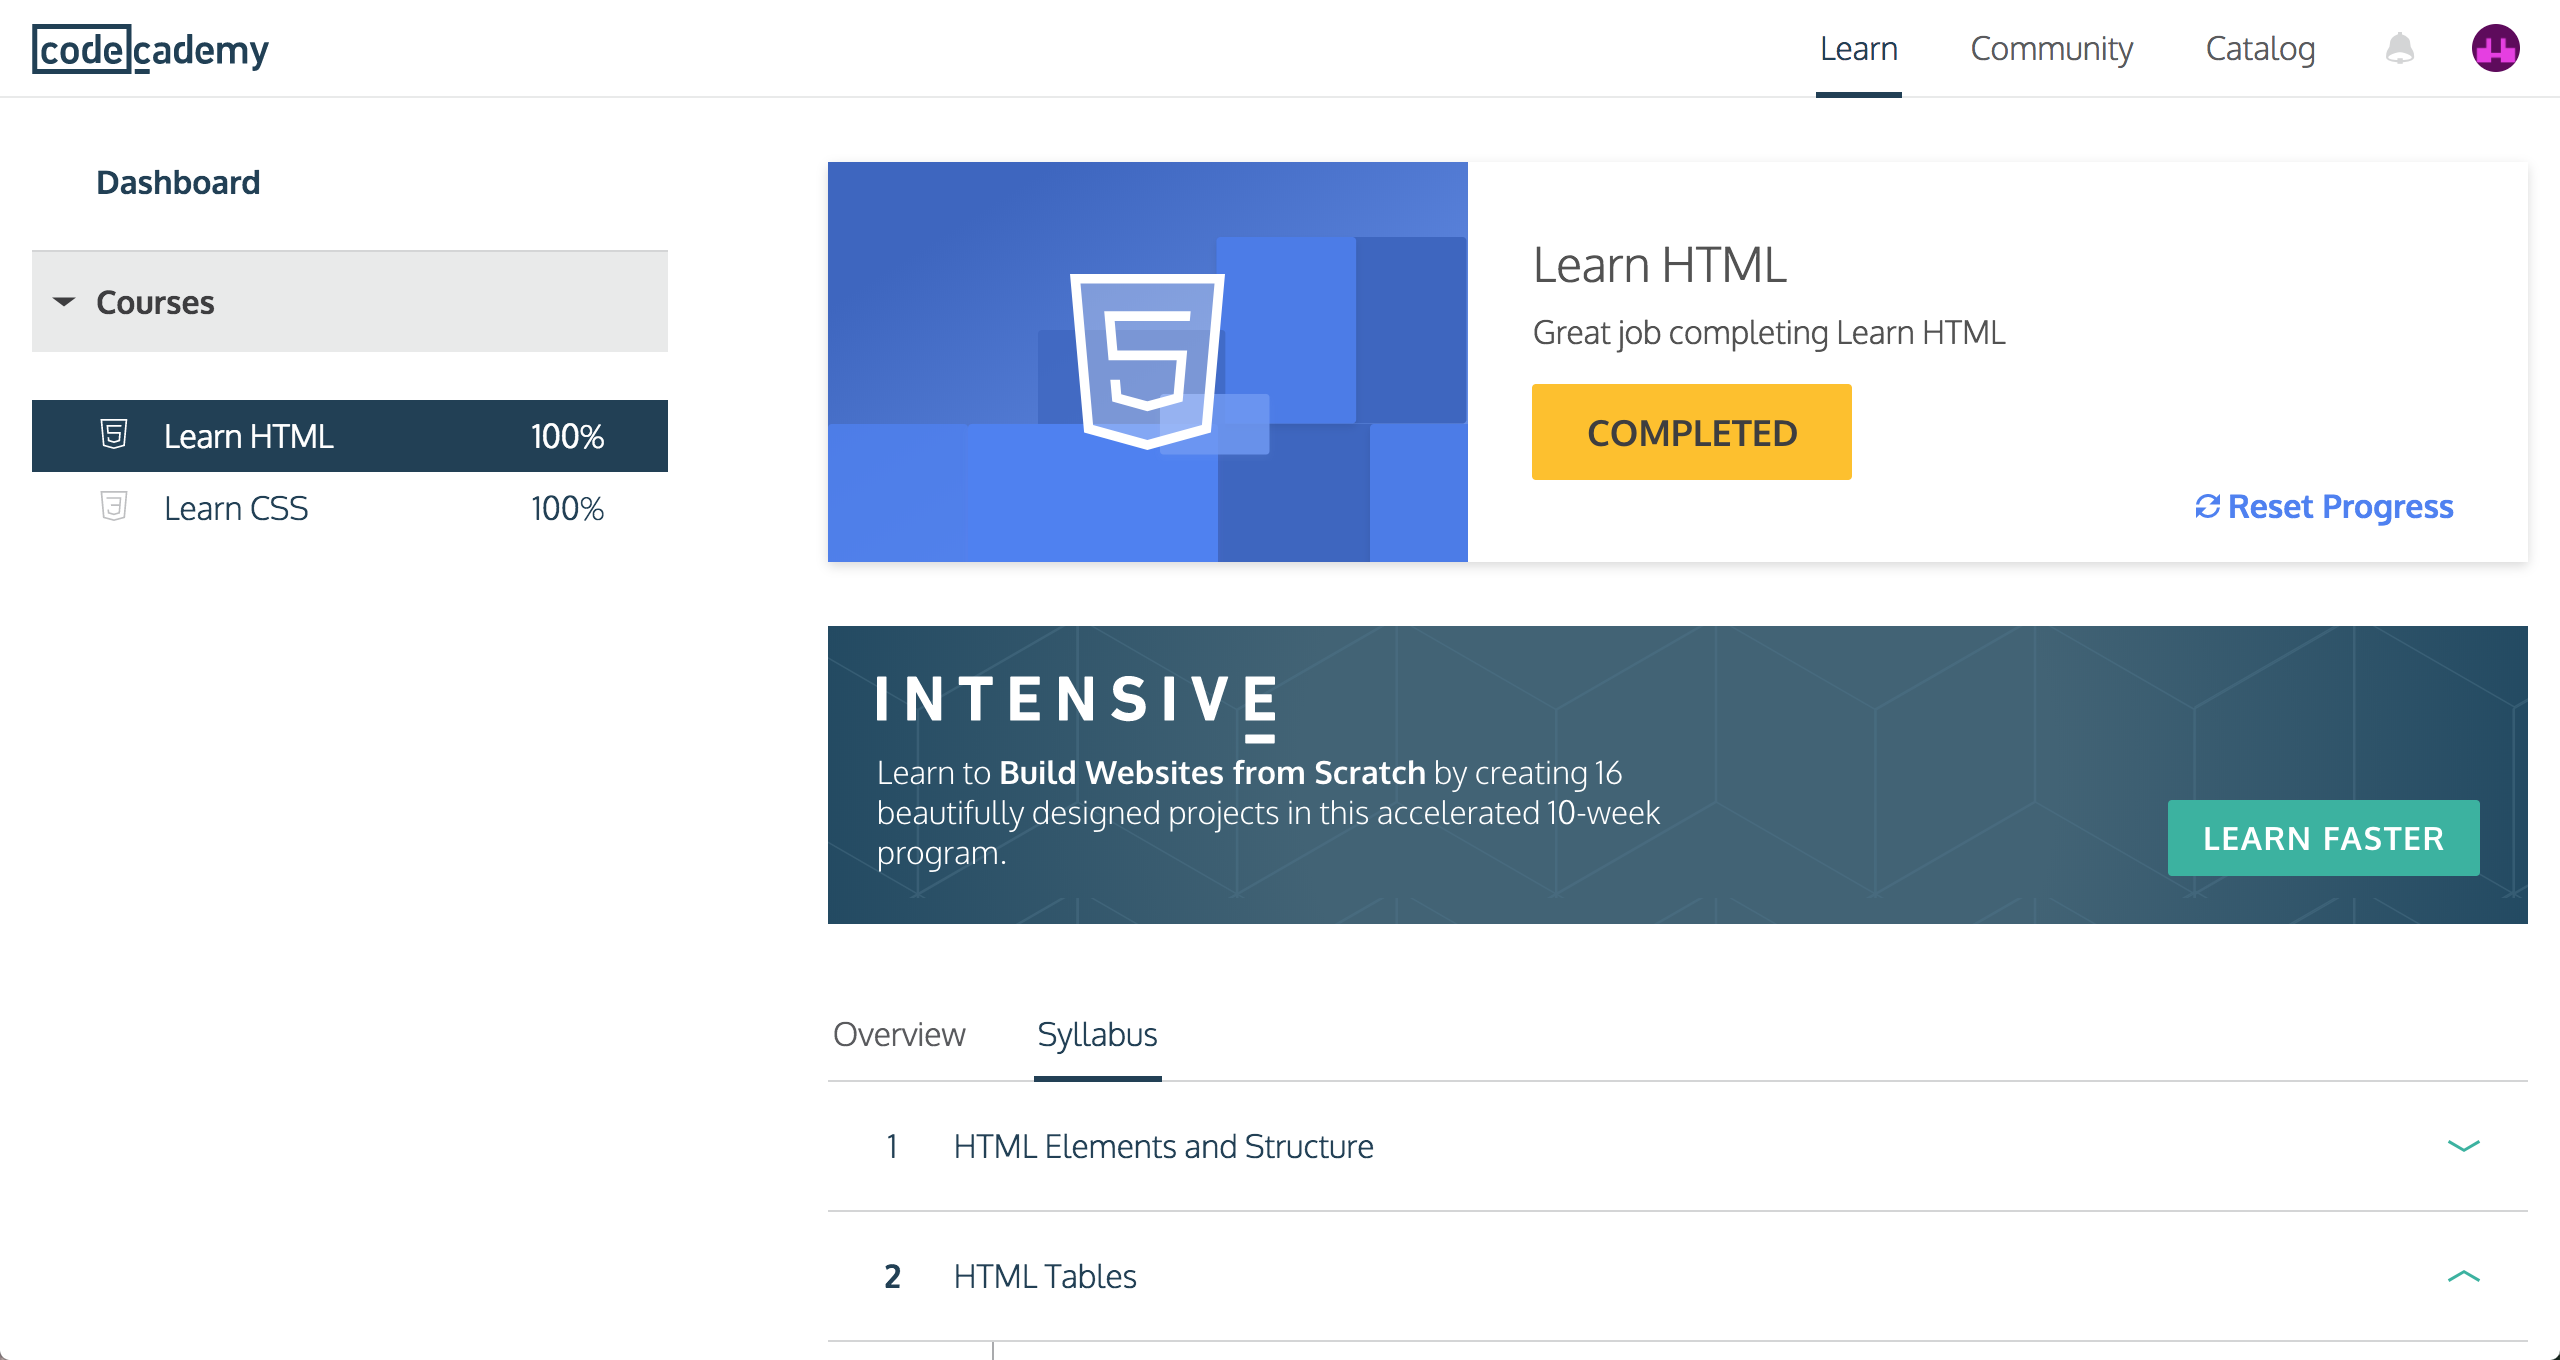 codecademy
Learn
Community
Catalog
Dashboard
Courses
Learn HTML 100%
Learn CSS 100%
Learn HTML
Great job completing Learn HTML
COMPLETED
Reset Progress
INTENSIVE
Learn to Build Websites from Scratch by creating 16
beautifully designed projects in this accelerated 10-week
program.
LEARN FASTER
Overview
Syllabus
1 HTML Elements and Structure
2 HTML Tables